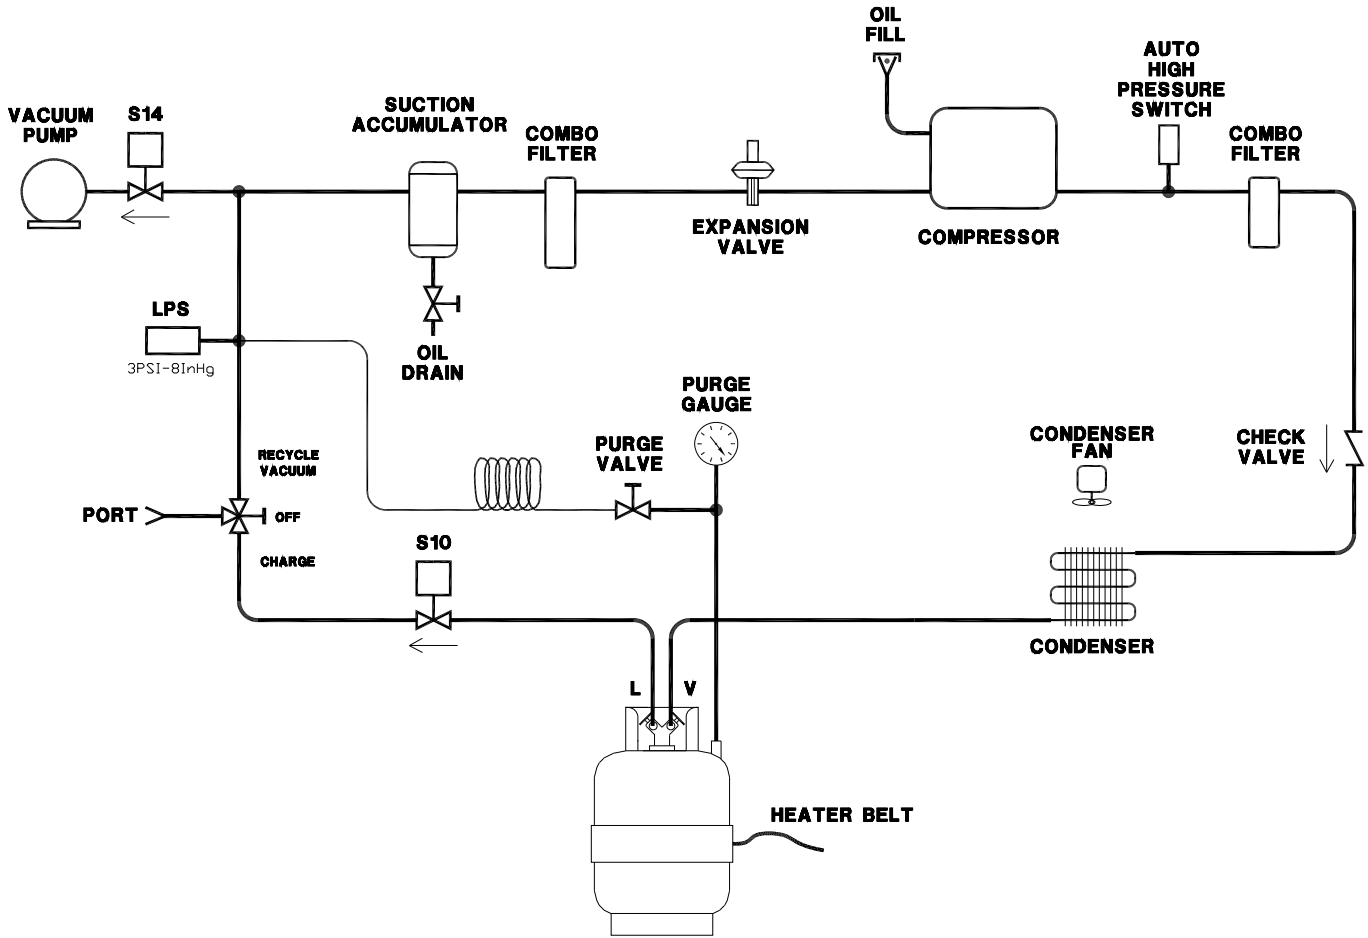 OIL
FILL
AUTO
HIGH
PRESSURE
SWITCH
VACUUM
PUMP
S14
SUCTION
ACCUMULATOR
COMBO
FILTER
COMBO
FILTER
EXPANSION
VALVE
COMPRESSOR
LPS
3PSI-8InHg
OIL
DRAIN
PURGE
GAUGE
PURGE
VALVE
CONDENSER
FAN
CHECK
VALVE
RECYCLE
VACUUM
PORT
OFF
CHARGE
S10
CONDENSER
L
V
HEATER BELT